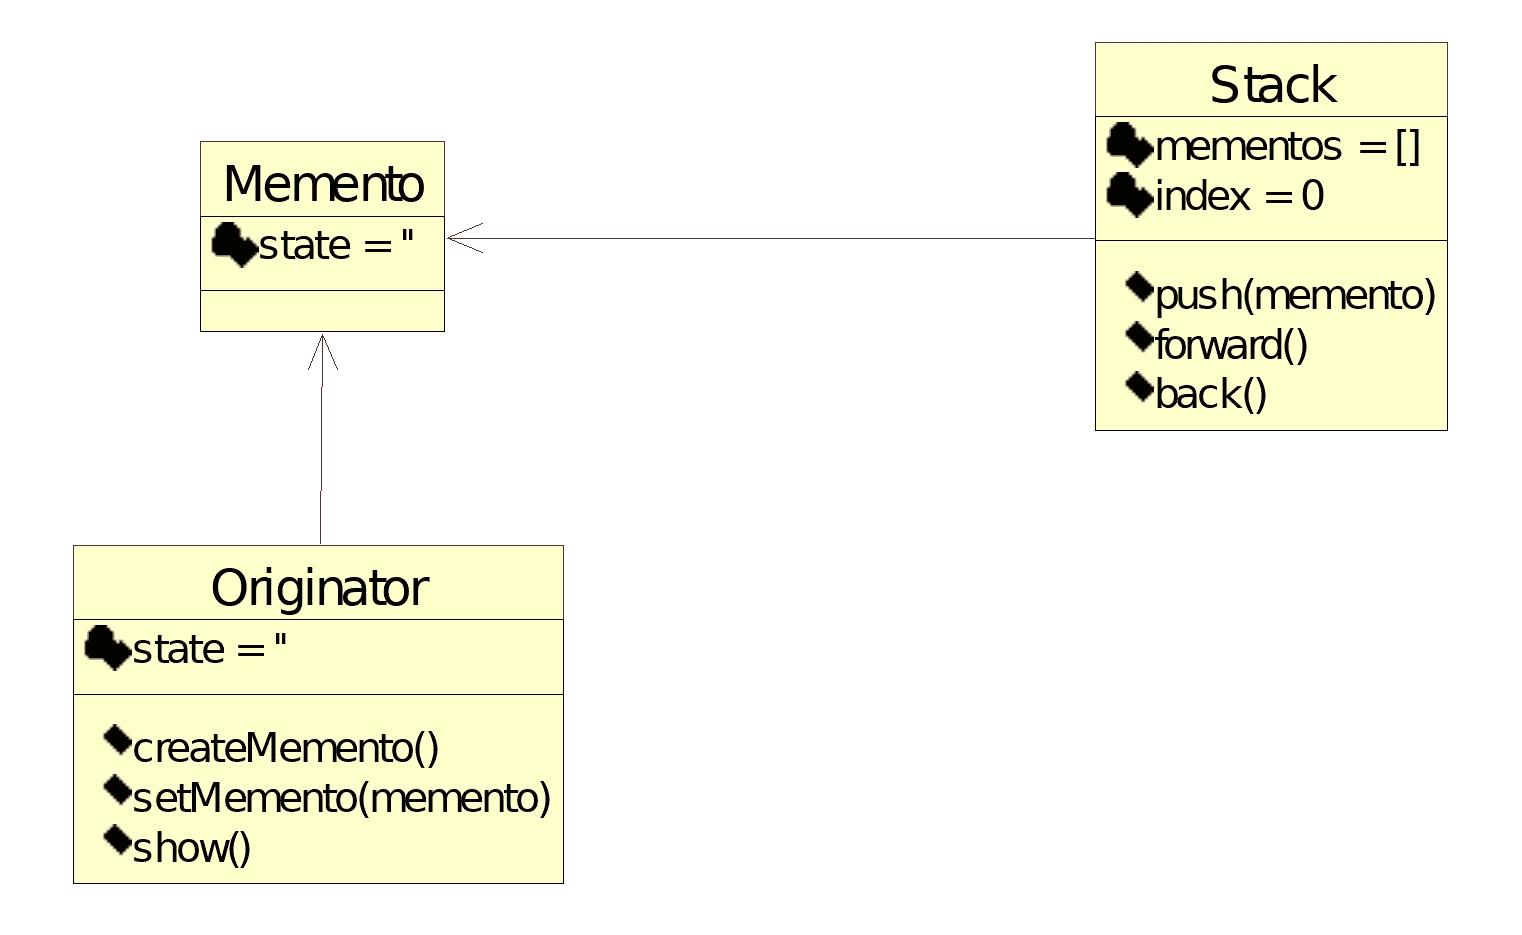 Memento
state = ''
Stack
mementos = []
index = 0
push(memento)
forward()
back()
Originator
state = ''
createMemento()
setMemento(memento)
show()